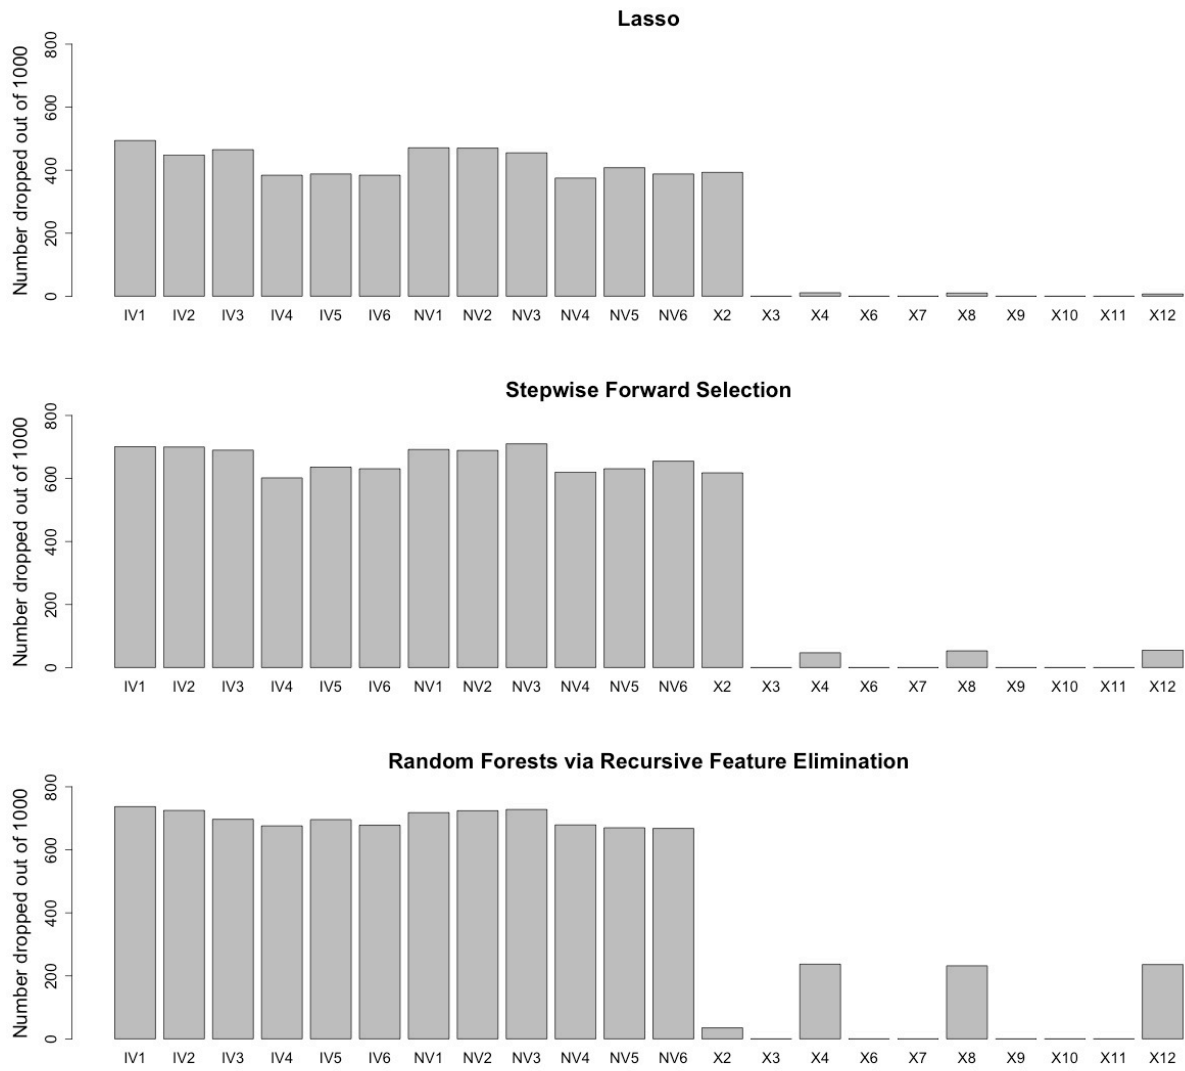 Lasso
Number dropped out of 1000
800
600
400
200
0
IV1 IV2 IV3 IV4 IV5 IV6 NV1 NV2 NV3 NV4 NV5 NV6 X2 X3 X4 X6 X7 X8 X9 X10 X11 X12
Stepwise Forward Selection
Number dropped out of 1000
800
600
400
200
0
IV1 IV2 IV3 IV4 IV5 IV6 NV1 NV2 NV3 NV4 NV5 NV6 X2 X3 X4 X6 X7 X8 X9 X10 X11 X12
Random Forests via Recursive Feature Elimination
Number dropped out of 1000
800
600
400
200
0
IV1 IV2 IV3 IV4 IV5 IV6 NV1 NV2 NV3 NV4 NV5 NV6 X2 X3 X4 X6 X7 X8 X9 X10 X11 X12